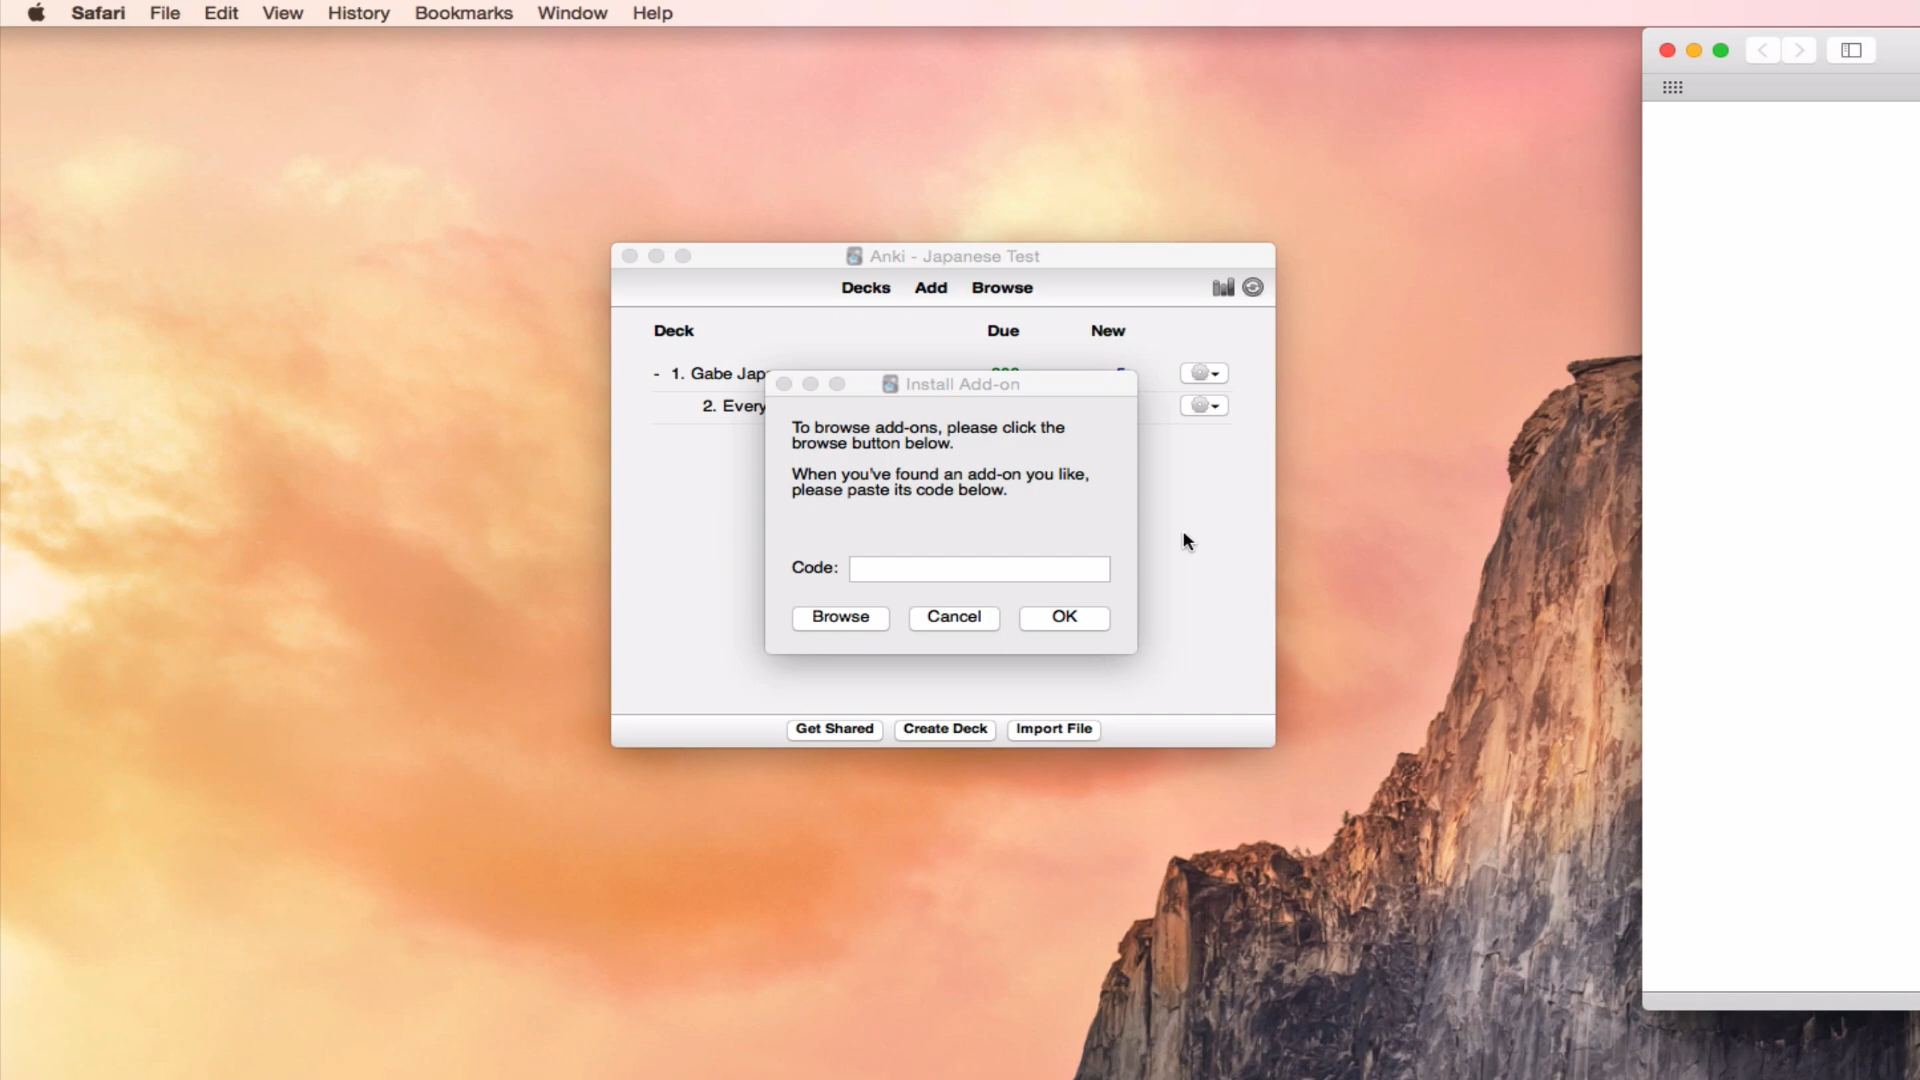 Safari File Edit View History Bookmarks Window Help
Anki - Japanese Test
Decks Add Browse
Deck Due New
- 1. Gabe Jap
Install Add-on
2. Every
To browse add-ons, please click the
browse button below.
When you've found an add-on you like,
please paste its code below.
Code:
Browse Cancel OK
Get Shared Create Deck Import File